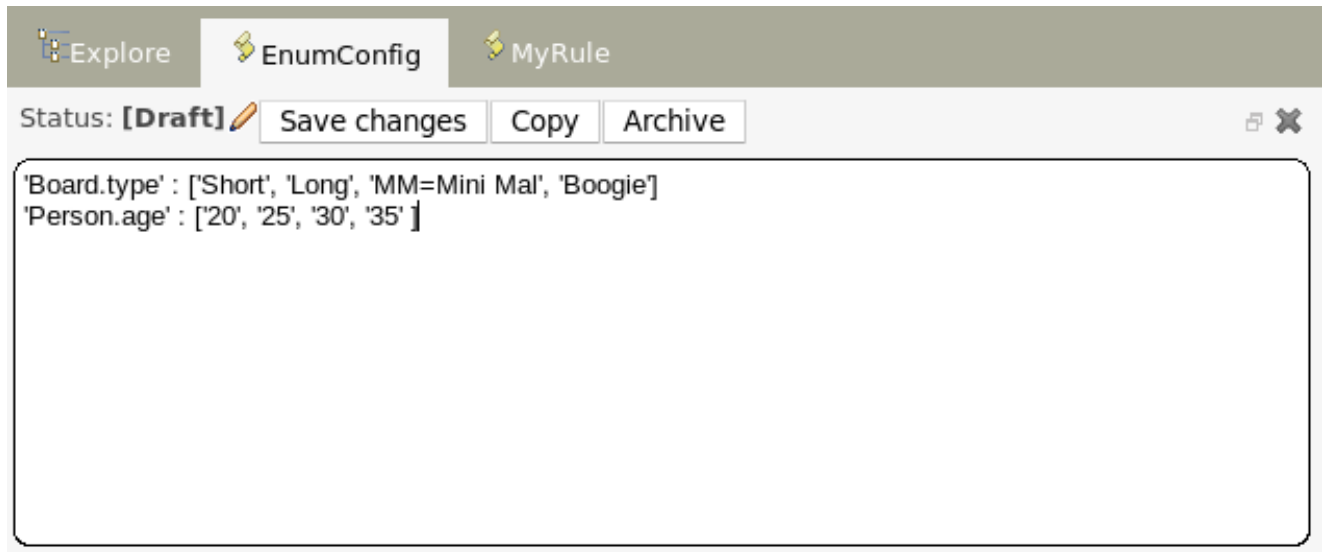 Explore EnumConfig MyRule
Status: [Draft] Save changes Copy Archive
'Board.type' : ['Short', 'Long', 'MM=Mini Mal', 'Boogie']
'Person.age' : ['20', '25', '30', '35' ]